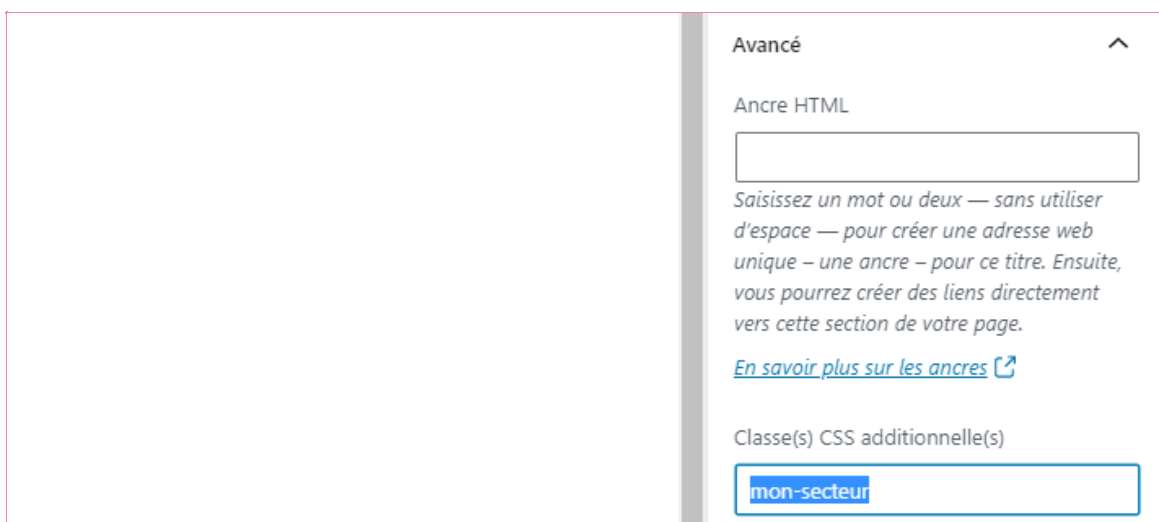 Avancé
Ancre HTML
Saisissez un mot ou deux — sans utiliser
d'espace — pour créer une adresse web
unique – une ancre – pour ce titre. Ensuite,
vous pourrez créer des liens directement
vers cette section de votre page.
En savoir plus sur les ancres
Classe(s) CSS additionnelle(s)
mon-secteur